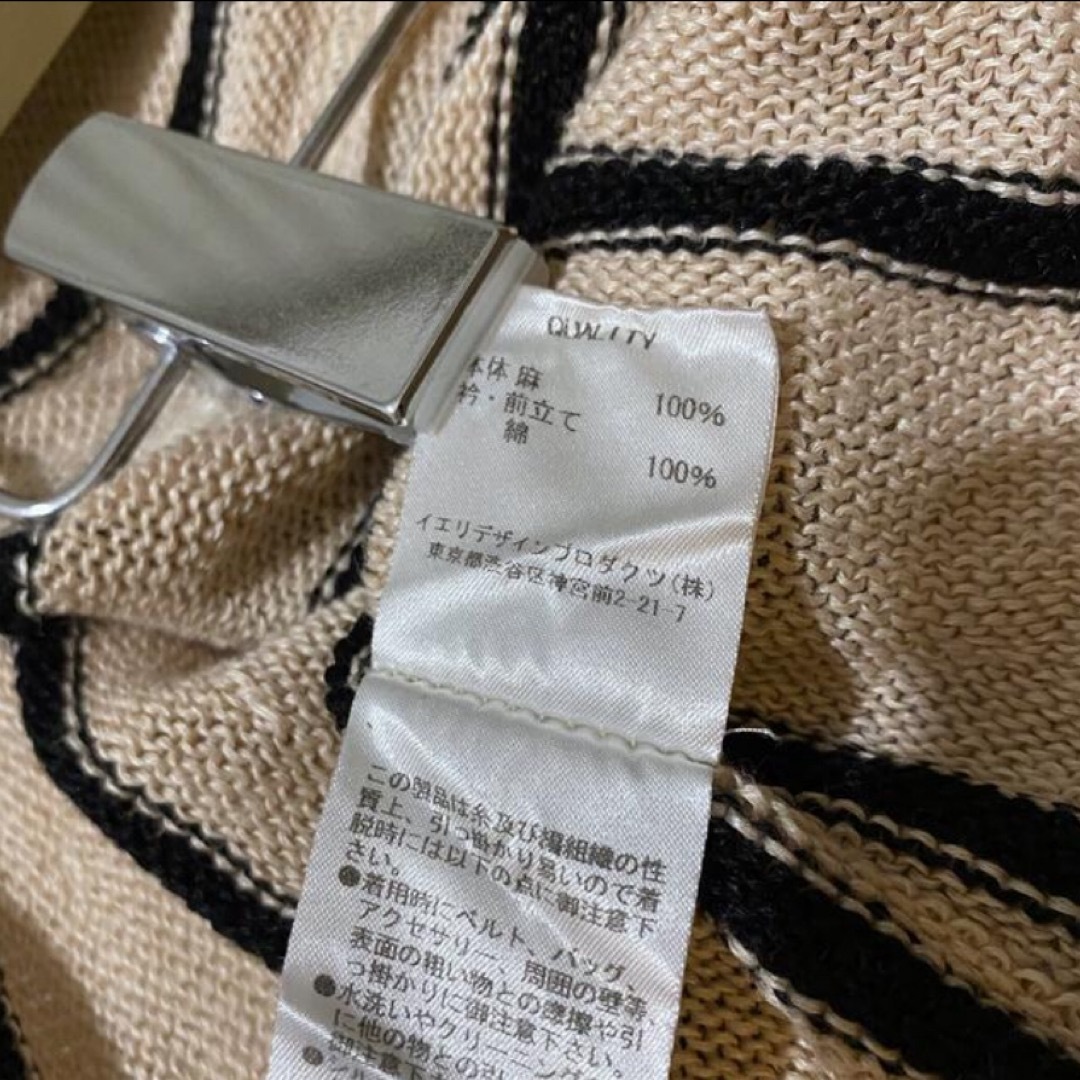 QUALITY
本体 麻 100%
衿・前立て
綿 100%
イエリデザインプロダクツ(株)
東京都渋谷区神宮前2-21-7
この製品は糸及び編組織の性
質上、引っ掛かり易いので着
脱時には以下の点に御注意下
さい。
●着用時にベルト、バッグ、
アクセサリー、周囲の壁等
表面の粗い物との摩擦や引
っ掛かりに御注意下さい。
●水洗いやクリーニング
に他の物との引
御注意下